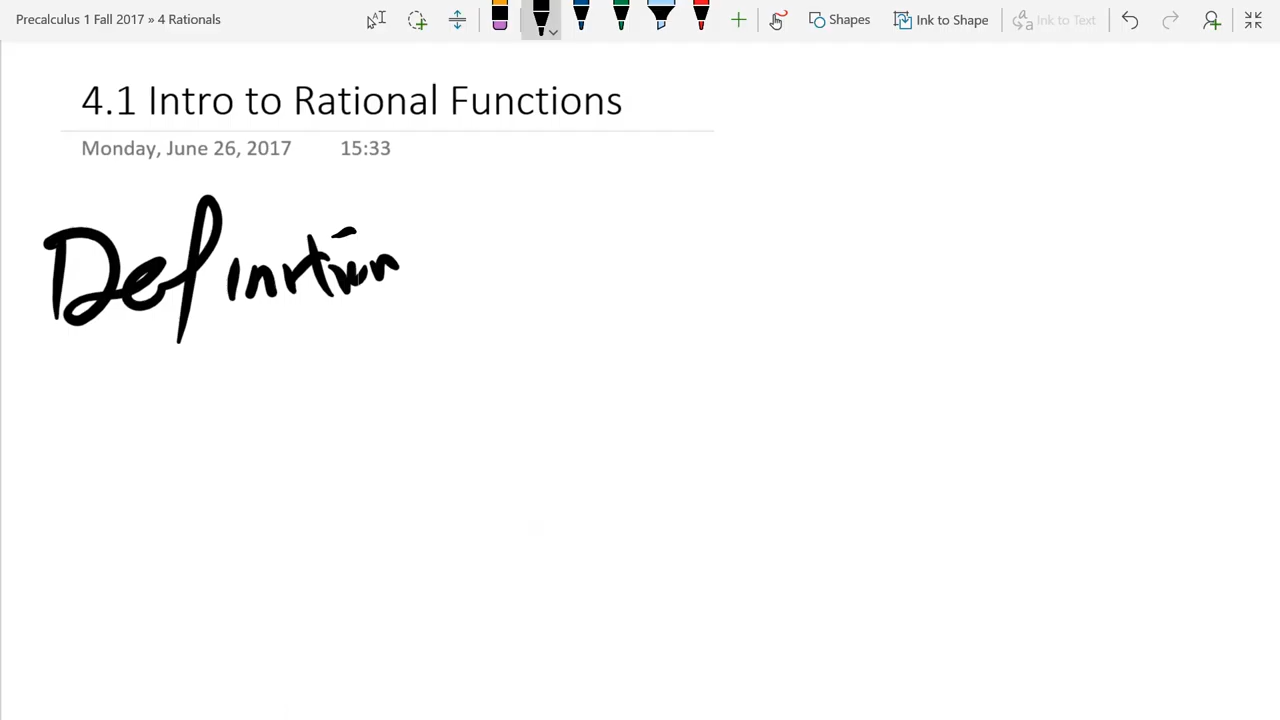 Precalculus 1 Fall 2017 » 4 Rationals
Shapes
Ink to Shape
Ink to Text
4.1 Intro to Rational Functions
Monday, June 26, 2017 15:33
Definition